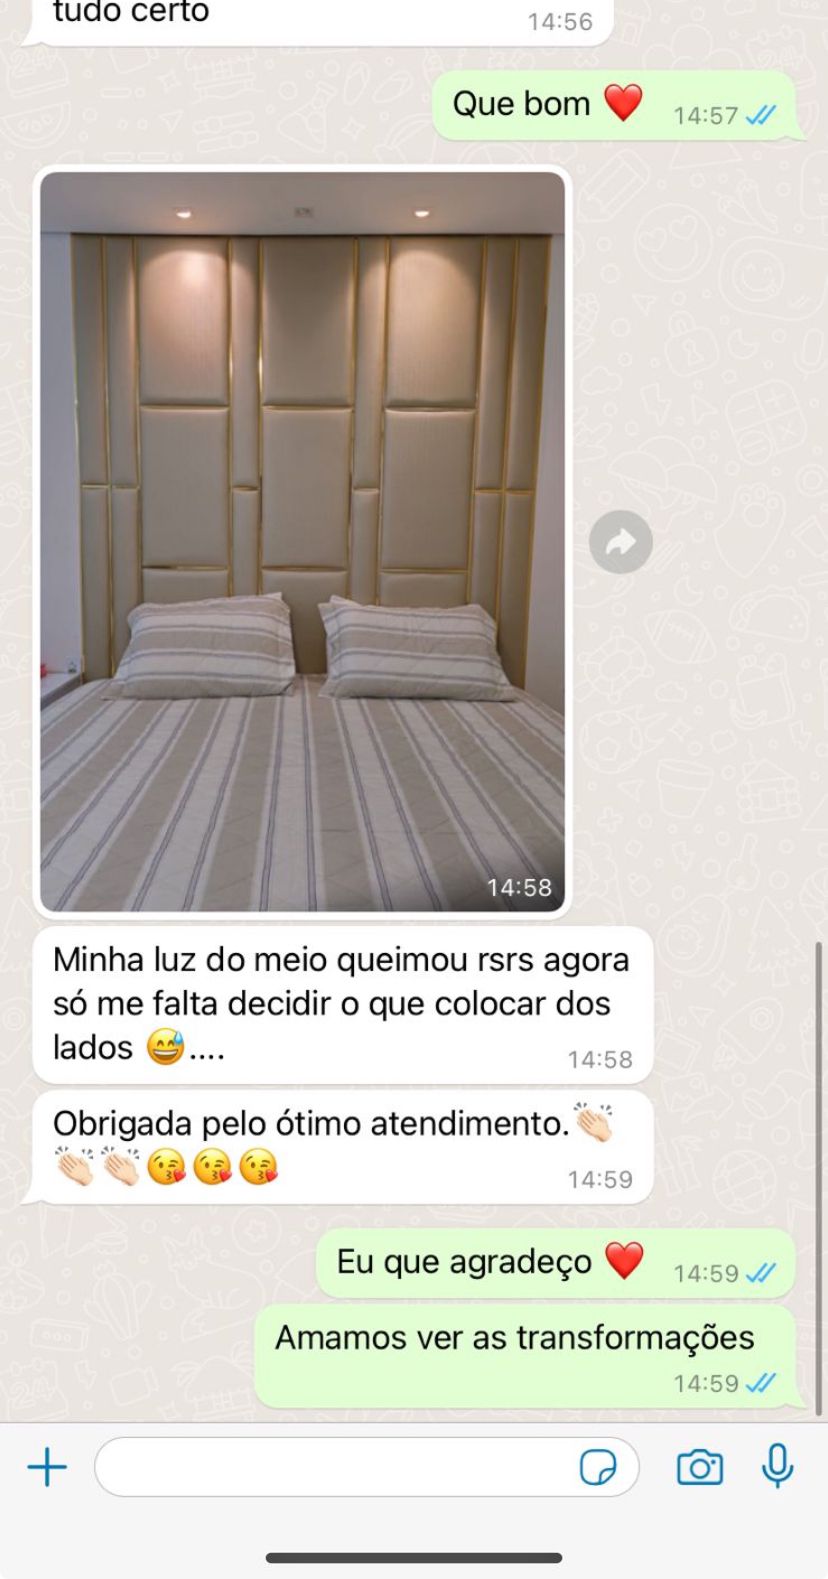 tudo certo
14:56
Que bom ❤️ 14:57
14:58
Minha luz do meio queimou rsrs agora
só me falta decidir o que colocar dos
lados 😅.... 14:58
Obrigada pelo ótimo atendimento.👏🏻
👏🏻👏🏻😘😘😘 14:59
Eu que agradeço ❤️ 14:59
Amamos ver as transformações
14:59